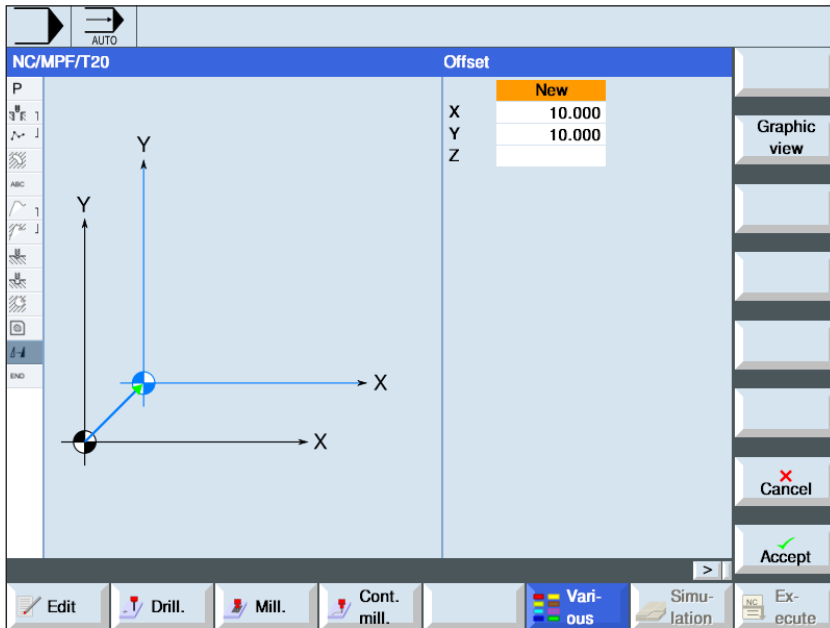 AUTO
NC/MPF/T20
Offset
P
New
X 10.000
Y 10.000
Z
Graphic
view
ABC
Y
Y
X
X
END
Cancel
Accept
>
Edit
Drill.
Mill.
Cont.
mill.
Vari-
ous
Simu-
lation
NC
Ex-
ecute